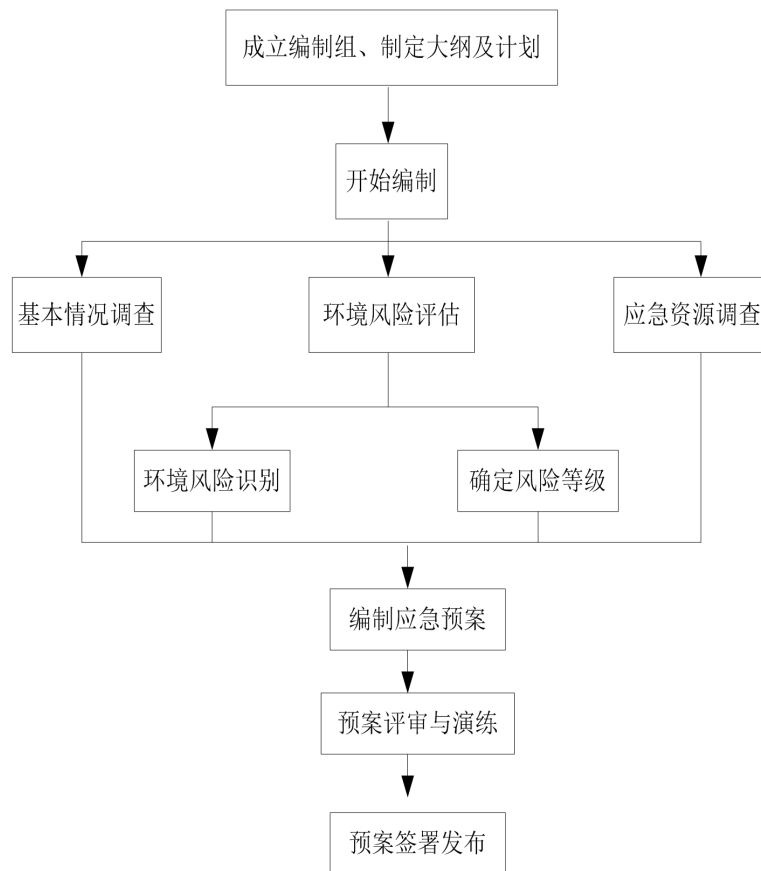 成立编制组、制定大纲及计划
开始编制
基本情况调查
环境风险评估
应急资源调查
环境风险识别
确定风险等级
编制应急预案
预案评审与演练
预案签署发布